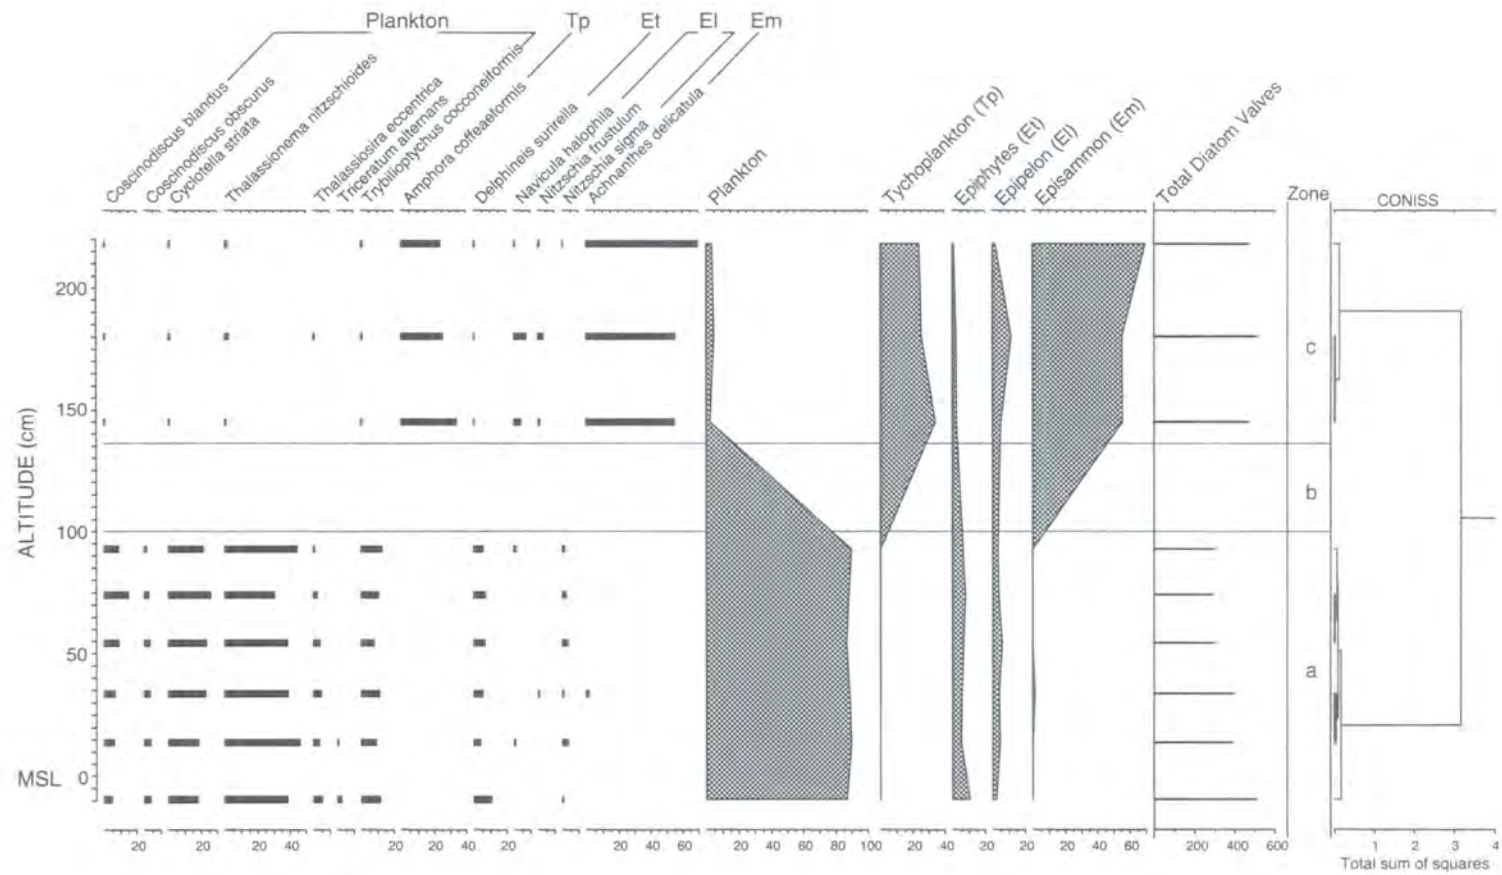 Plankton Tp Et El Em
Coscinodiscus blandus
Coscinodiscus obscurus
Cyclotella striata
Thalassionema nitzschioides
Thalassiosira eccentrica
Triceratum alternans
Trybilioptychus cocconeiformis
Amphora coffeaeformis
Delphineis surirella
Navicula halophila
Nitzschia frustulum
Nitzschia sigma
Achnanthes delicatula
Plankton
Tychoplankton (Tp)
Epiphytes (Et)
Epipelon (El)
Episammon (Em)
Total Diatom Valves
Zone
CONISS
ALTITUDE (cm)
200
150
100
50
MSL 0
c
b
a
20 20 40 20 20 40 20 20 40 60 20 40 60 80 100 20 40 20 20 40 60 200 400 600 1 2 3 4
Total sum of squares